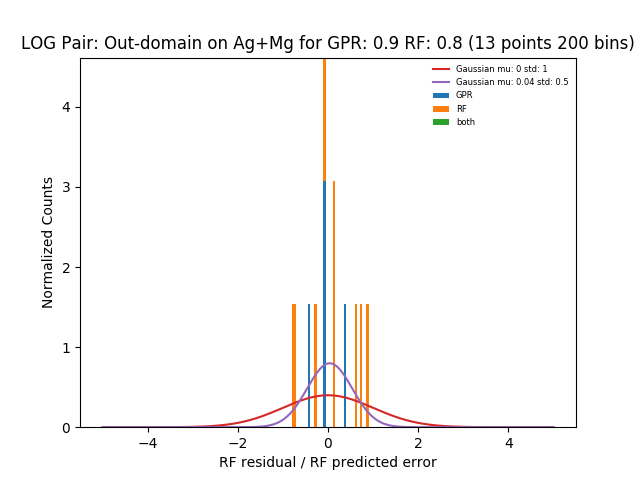 LOG Pair: Out-domain on Ag+Mg for GPR: 0.9 RF: 0.8 (13 points 200 bins)
Gaussian mu: 0 std: 1
Gaussian mu: 0.04 std: 0.5
GPR
RF
both
Normalized Counts
4
3
2
1
0
−4
−2
0
2
4
RF residual / RF predicted error